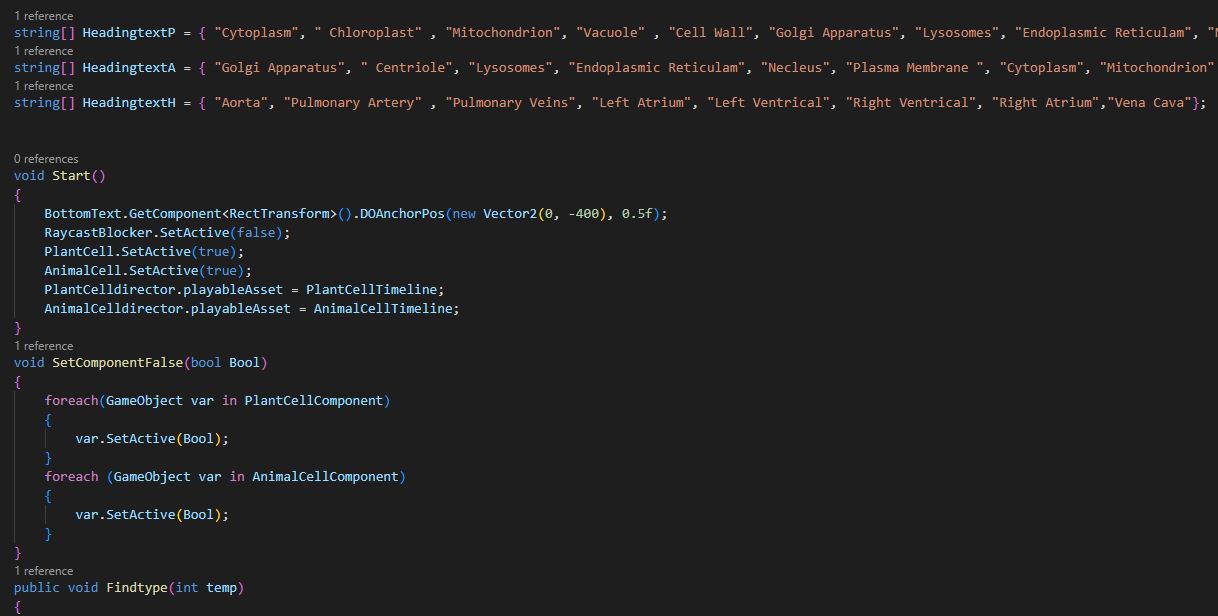 1 reference
string[] HeadingtextP = { "Cytoplasm", " Chloroplast" , "Mitochondrion", "Vacuole" , "Cell Wall", "Golgi Apparatus", "Lysosomes", "Endoplasmic Reticulam", "
1 reference
string[] HeadingtextA = { "Golgi Apparatus", " Centriole", "Lysosomes", "Endoplasmic Reticulam", "Necleus", "Plasma Membrane ", "Cytoplasm", "Mitochondrion"
1 reference
string[] HeadingtextH = { "Aorta", "Pulmonary Artery" , "Pulmonary Veins", "Left Atrium", "Left Ventrical", "Right Ventrical", "Right Atrium","Vena Cava"};
0 references
void Start()
{
BottomText.GetComponent<RectTransform>().DOAnchorPos(new Vector2(0, -400), 0.5f);
RaycastBlocker.SetActive(false);
PlantCell.SetActive(true);
AnimalCell.SetActive(true);
PlantCelldirector.playableAsset = PlantCellTimeline;
AnimalCelldirector.playableAsset = AnimalCellTimeline;
}
1 reference
void SetComponentFalse(bool Bool)
{
foreach(GameObject var in PlantCellComponent)
{
var.SetActive(Bool);
}
foreach (GameObject var in AnimalCellComponent)
{
var.SetActive(Bool);
}
}
1 reference
public void Findtype(int temp)
{